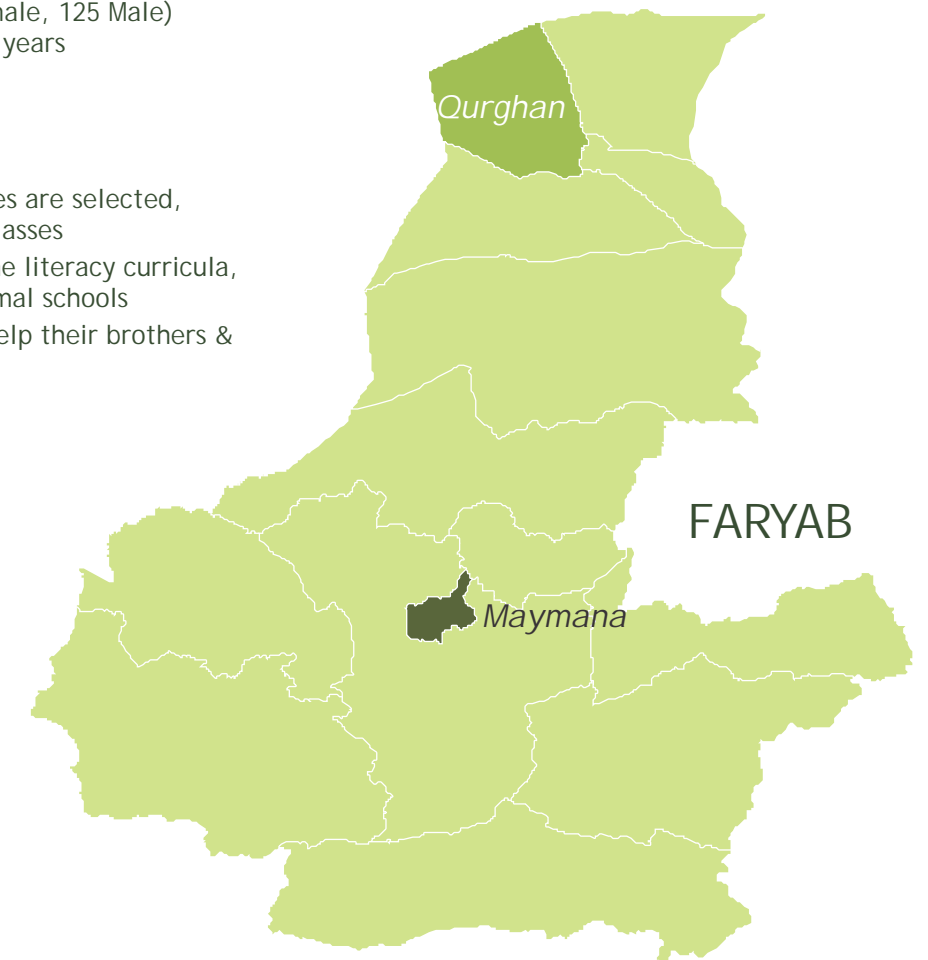 ale, 125 Male)
years
es are selected,
asses
e literacy curricula,
mal schools
elp their brothers &
Qurghan
FARYAB
Maymana